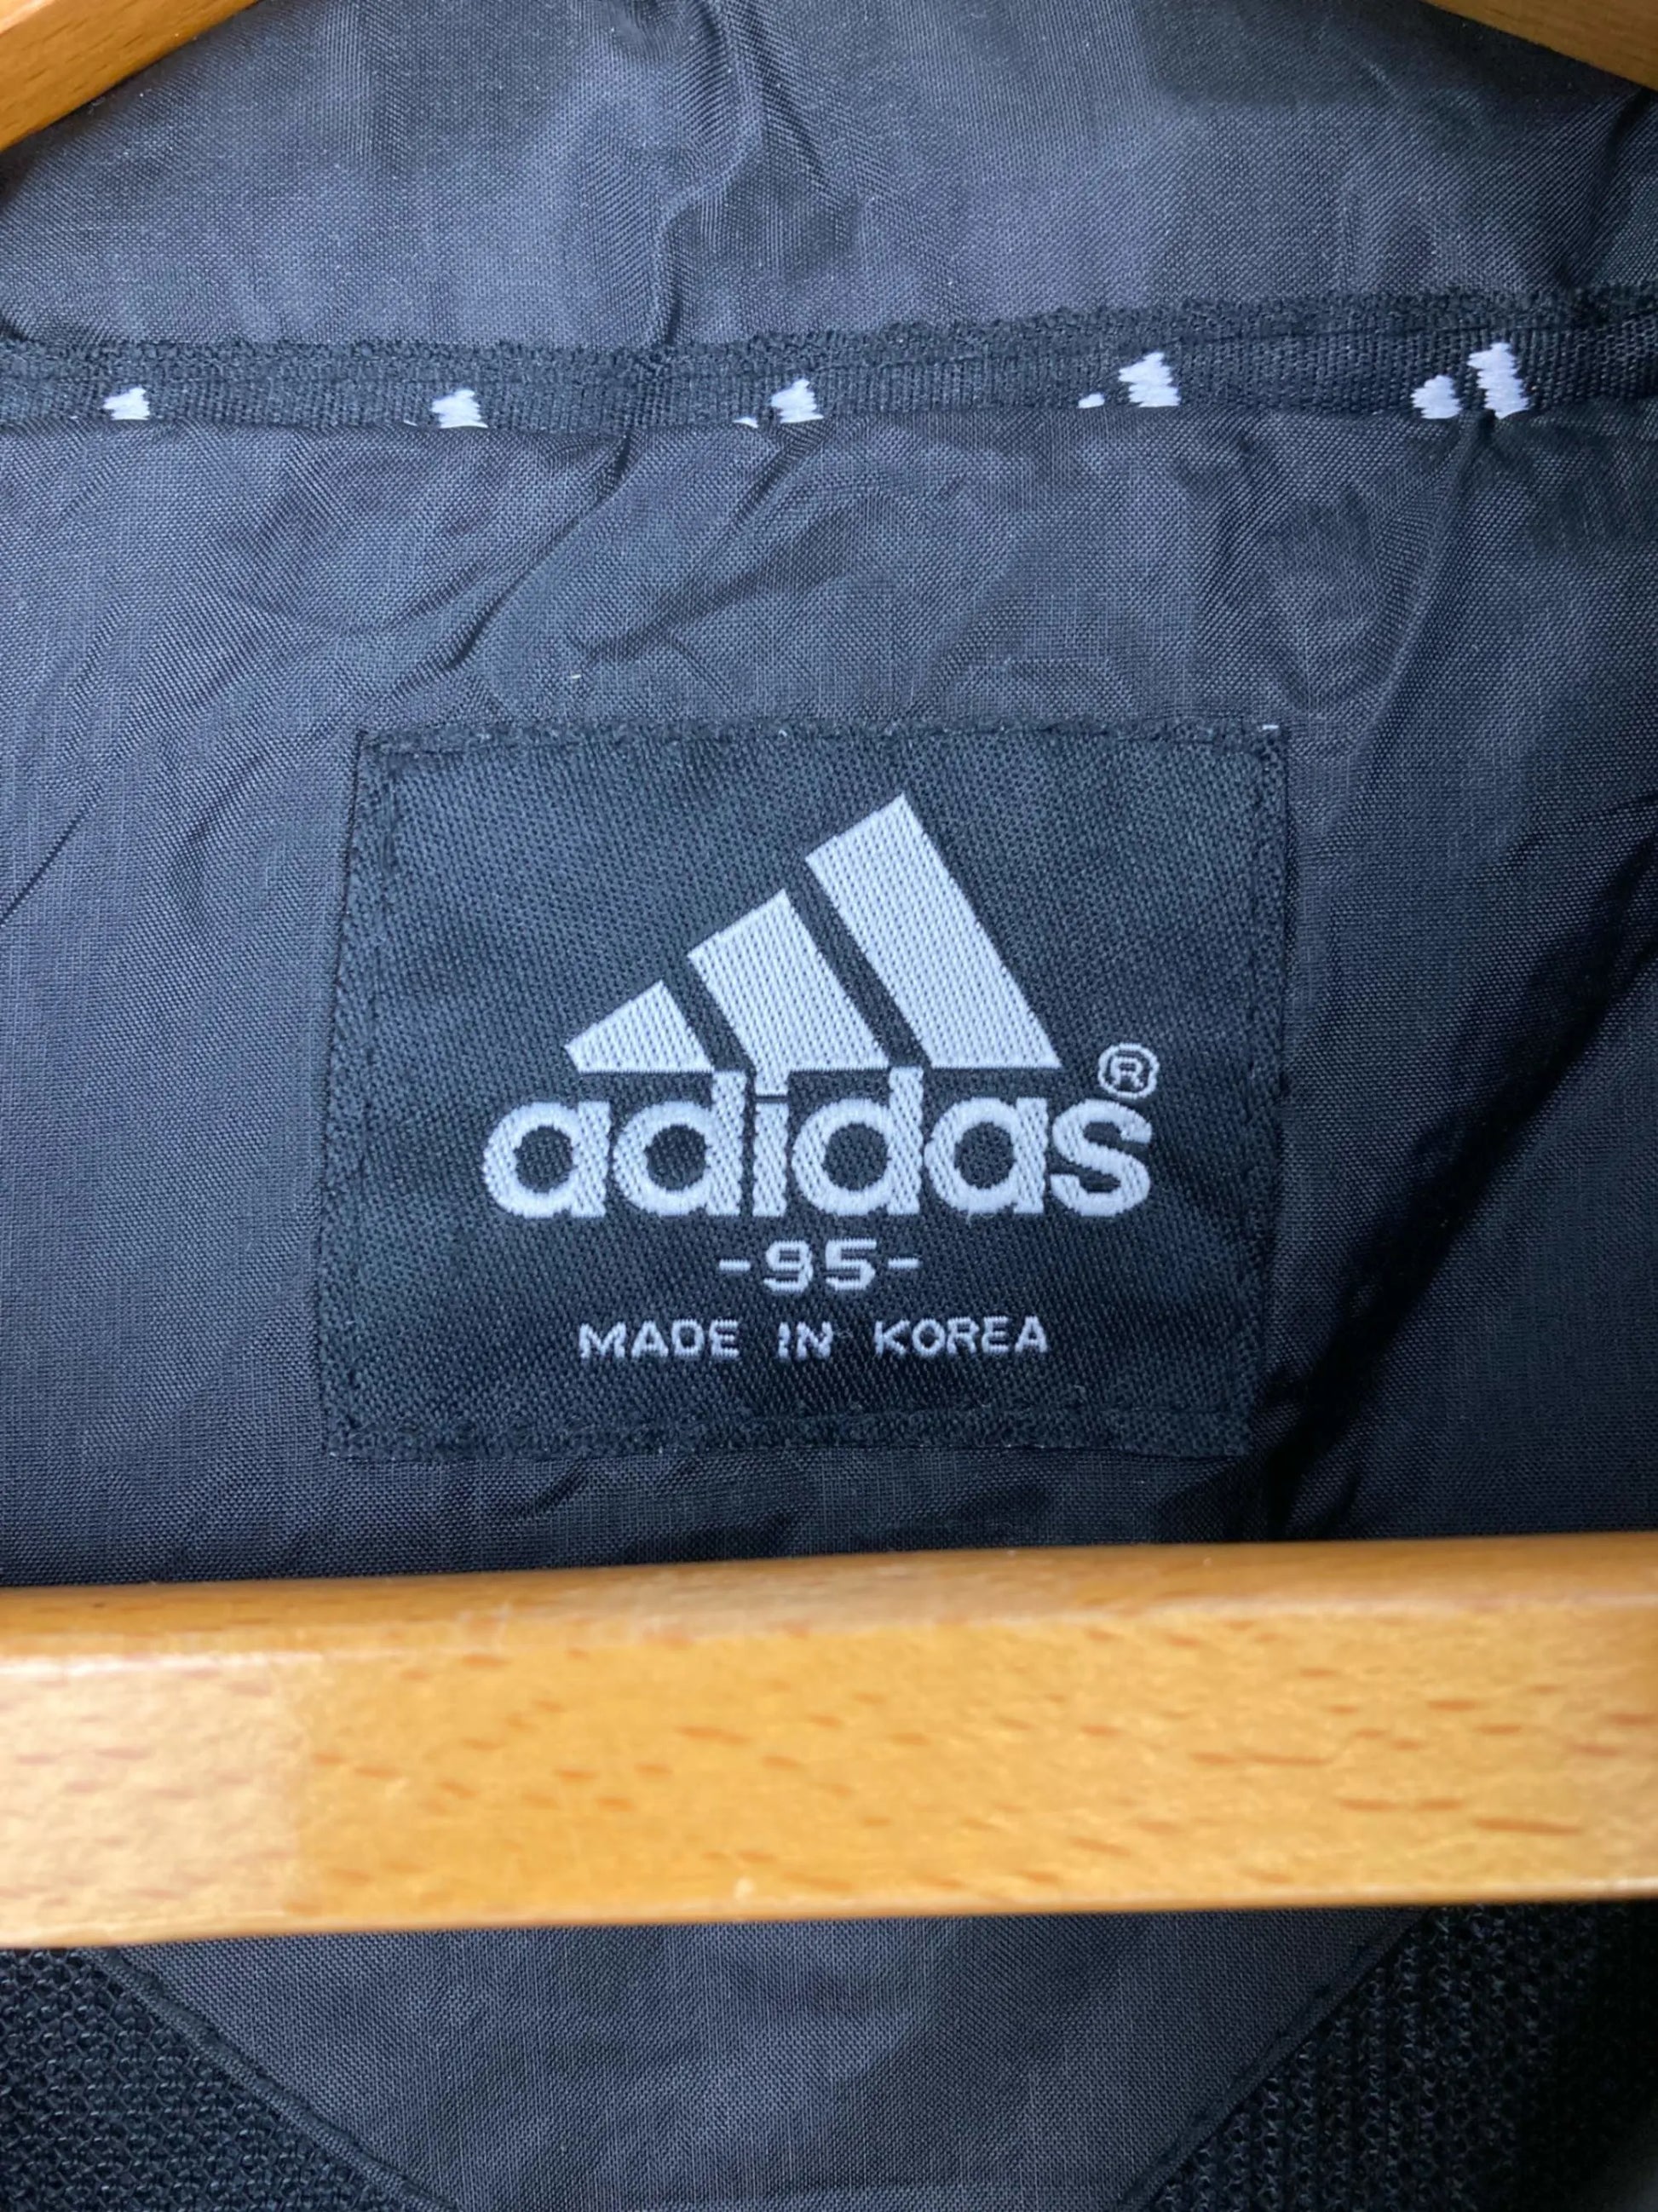 adidas®
-95-
MADE IN KOREA